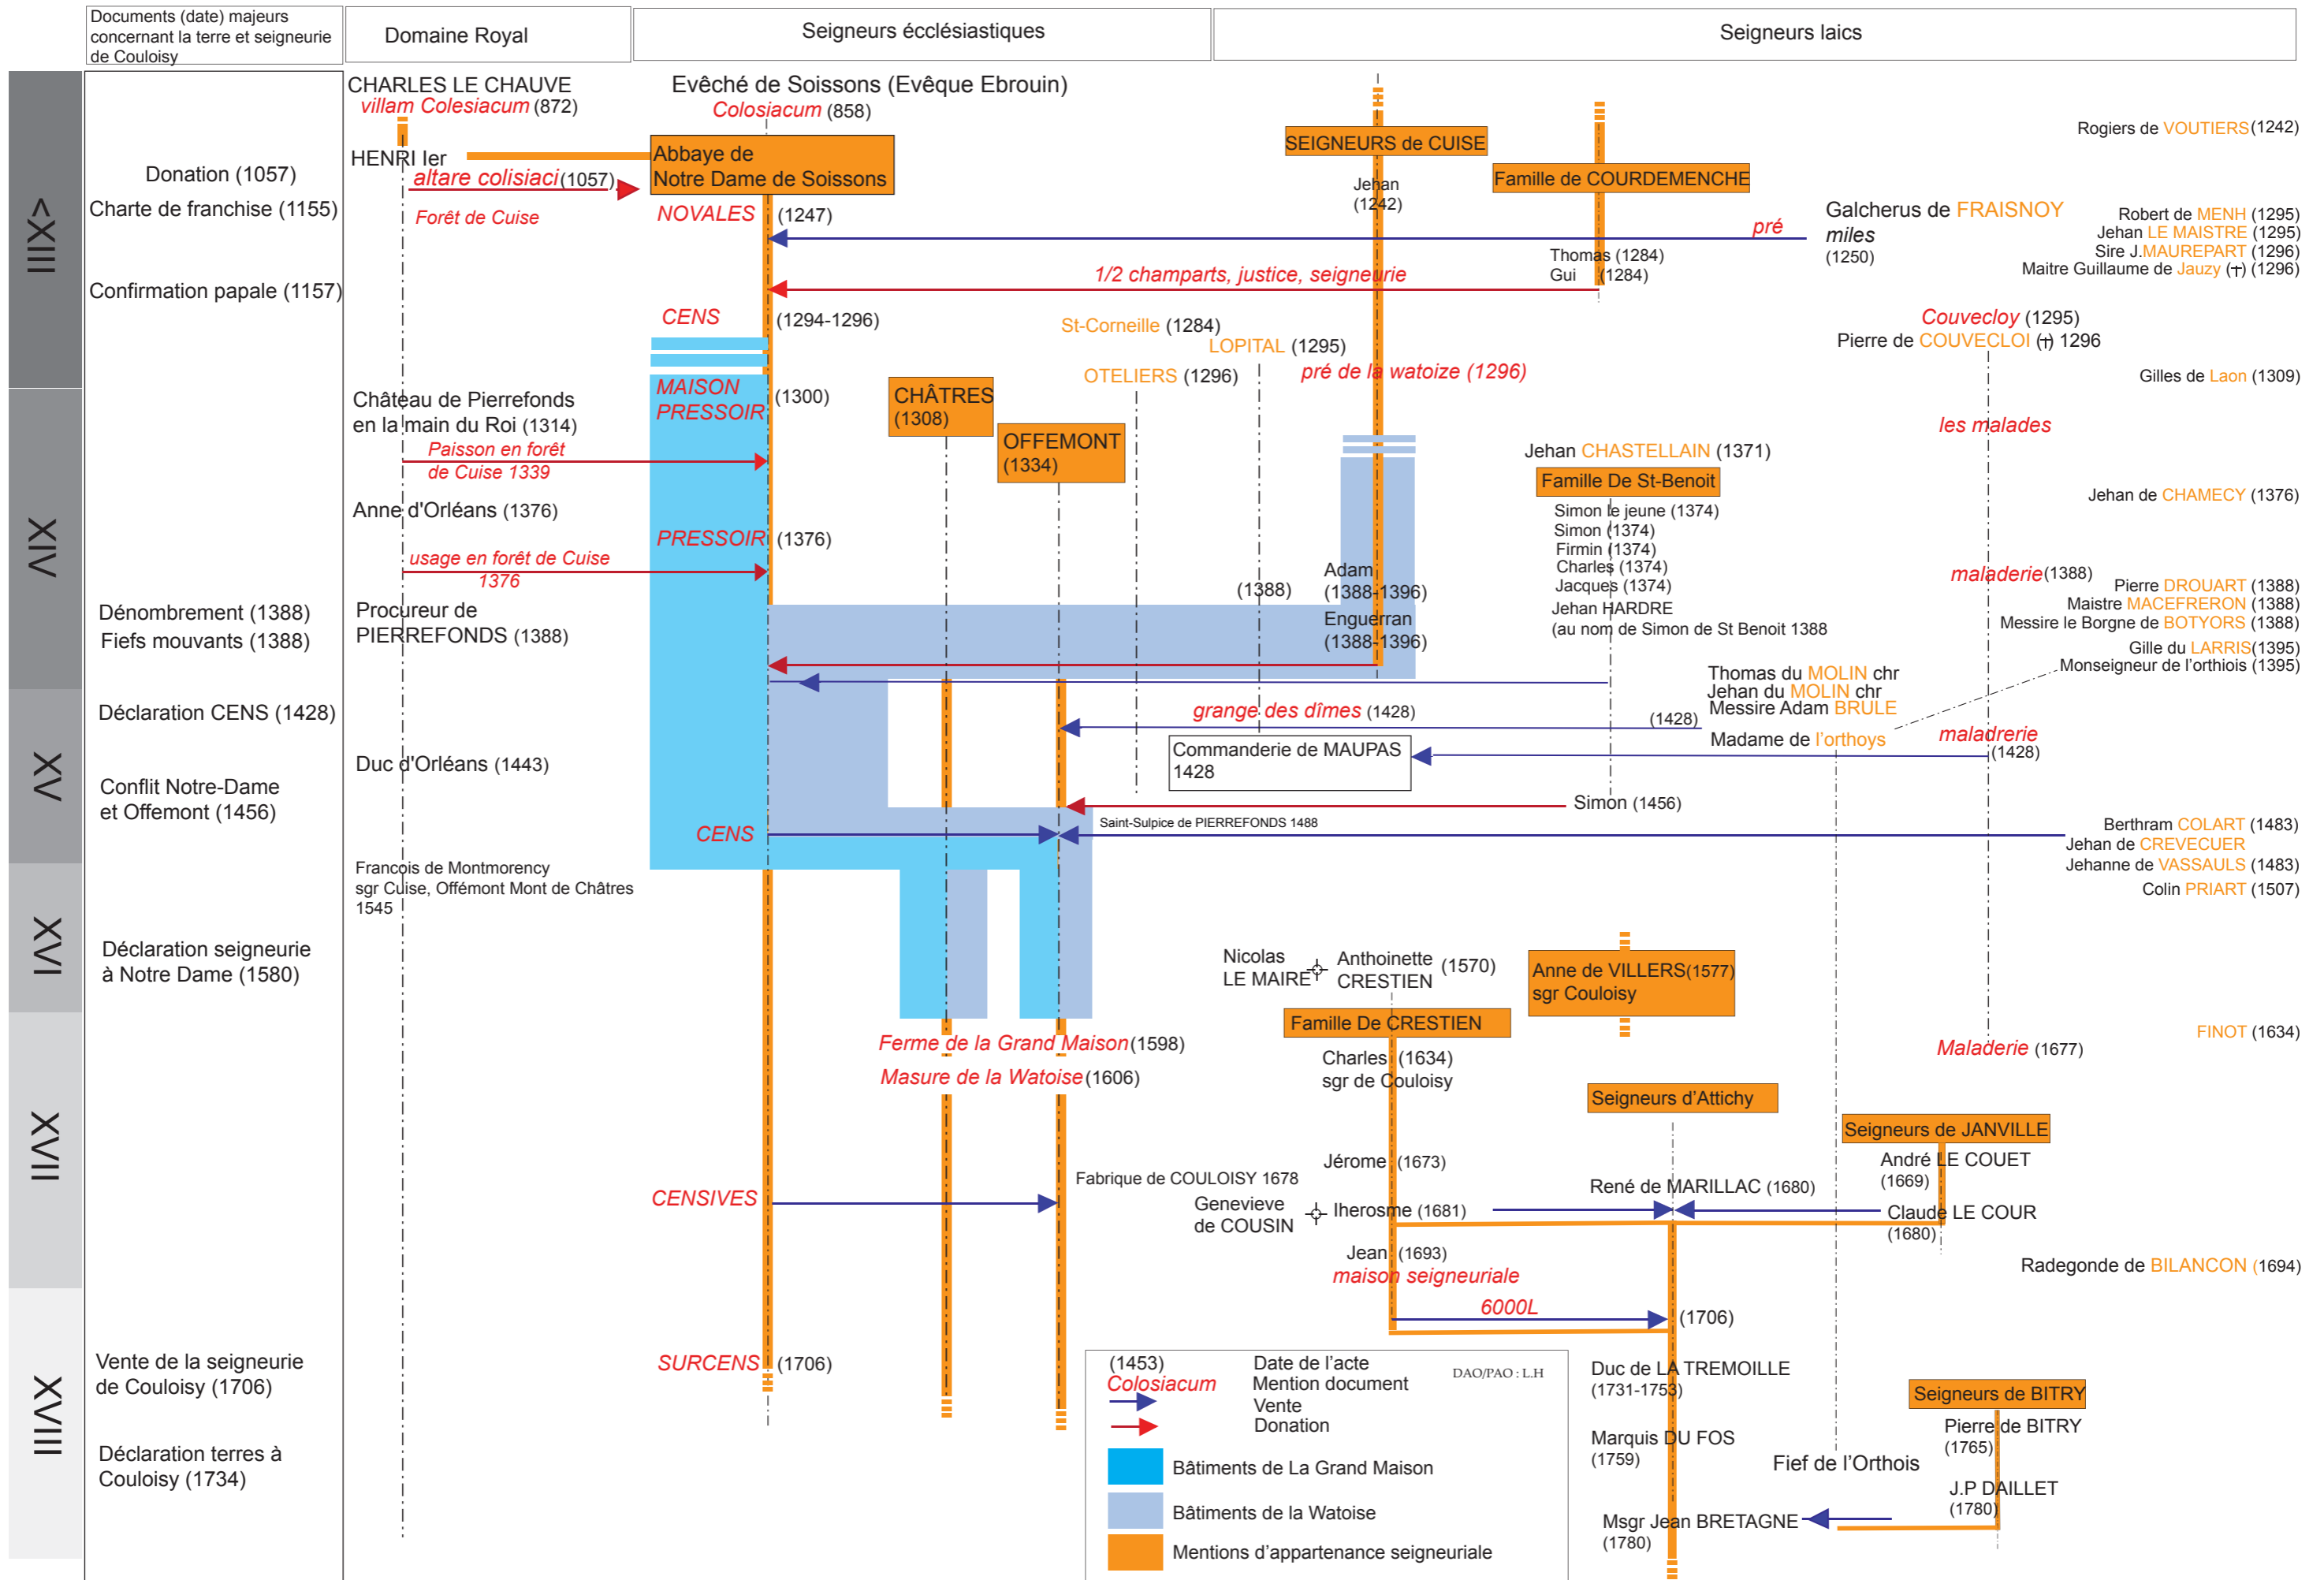 Documents (date) majeurs
concernant la terre et seigneurie
de Couloisy
Domaine Royal
Seigneurs écclésiastiques
Seigneurs laics
<XIII
XIV
XV
XVI
XVII
XVIII
Donation (1057)
Charte de franchise (1155)
Confirmation papale (1157)
Dénombrement (1388)
Fiefs mouvants (1388)
Déclaration CENS (1428)
Conflit Notre-Dame
et Offemont (1456)
Déclaration seigneurie
à Notre Dame (1580)
Vente de la seigneurie
de Couloisy (1706)
Déclaration terres à
Couloisy (1734)
CHARLES LE CHAUVE
villam Colesiacum (872)
HENRI Ier
altare colisiaci (1057)
Forêt de Cuise
Château de Pierrefonds
en la main du Roi (1314)
Paisson en forêt
de Cuise 1339
Anne d'Orléans (1376)
usage en forêt de Cuise
1376
Procureur de
PIERREFONDS (1388)
Duc d'Orléans (1443)
Francois de Montmorency
sgr Cuise, Offémont Mont de Châtres
1545
Evêché de Soissons (Evêque Ebrouin)
Colosiacum (858)
Abbaye de
Notre Dame de Soissons
NOVALES (1247)
CENS (1294-1296)
MAISON
PRESSOIR (1300)
PRESSOIR (1376)
CENS
CENSIVES
SURCENS (1706)
CHÂTRES
(1308)
OFFEMONT
(1334)
St-Corneille (1284)
LOPITAL (1295)
OTELIERS (1296)
(1388)
grange des dîmes (1428)
(1428)
Commanderie de MAUPAS
1428
Saint-Sulpice de PIERREFONDS 1488
Ferme de la Grand Maison (1598)
Masure de la Watoise (1606)
Fabrique de COULOISY 1678
SEIGNEURS de CUISE
Jehan
(1242)
pré de la watoize (1296)
Adam
(1388-1396)
Enguerran
(1388-1396)
Famille de COURDEMENCHE
Thomas (1284)
Gui (1284)
1/2 champarts, justice, seigneurie
pré
Galcherus de FRAISNOY
miles
(1250)
Rogiers de VOUTIERS (1242)
Robert de MENH (1295)
Jehan LE MAISTRE (1295)
Sire J.MAUREPART (1296)
Maitre Guillaume de Jauzy (†) (1296)
Couvecloy (1295)
Pierre de COUVECLOI (†) 1296
Gilles de Laon (1309)
les malades
Jehan CHASTELLAIN (1371)
Famille De St-Benoit
Simon le jeune (1374)
Simon (1374)
Firmin (1374)
Charles (1374)
Jacques (1374)
Jehan HARDRE
(au nom de Simon de St Benoit 1388
Jehan de CHAMECY (1376)
maladerie (1388)
Pierre DROUART (1388)
Maistre MACEFRERON (1388)
Messire le Borgne de BOTYORS (1388)
Gille du LARRIS(1395)
Monseigneur de l'orthiois (1395)
Thomas du MOLIN chr
Jehan du MOLIN chr
Messire Adam BRULE
Madame de l'orthoys
maladrerie
(1428)
Simon (1456)
Berthram COLART (1483)
Jehan de CREVECUER
Jehanne de VASSAULS (1483)
Colin PRIART (1507)
Nicolas
LE MAIRE
Anthoinette
CRESTIEN
(1570)
Anne de VILLERS(1577)
sgr Couloisy
Famille De CRESTIEN
Charles (1634)
sgr de Couloisy
FINOT (1634)
Maladerie (1677)
Seigneurs d'Attichy
Seigneurs de JANVILLE
André LE COUET
(1669)
Jérome (1673)
René de MARILLAC (1680)
Genevieve
de COUSIN
Iherosme (1681)
Claude LE COUR
(1680)
Jean (1693)
maison seigneuriale
Radegonde de BILANCON (1694)
6000L
(1706)
Duc de LA TREMOILLE
(1731-1753)
Marquis DU FOS
(1759)
Seigneurs de BITRY
Pierre de BITRY
(1765)
Fief de l'Orthois
J.P DAILLET
(1780)
Msgr Jean BRETAGNE
(1780)
(1453) Date de l'acte
Colosiacum Mention document
Vente
Donation
DAO/PAO : L.H
Bâtiments de La Grand Maison
Bâtiments de la Watoise
Mentions d'appartenance seigneuriale